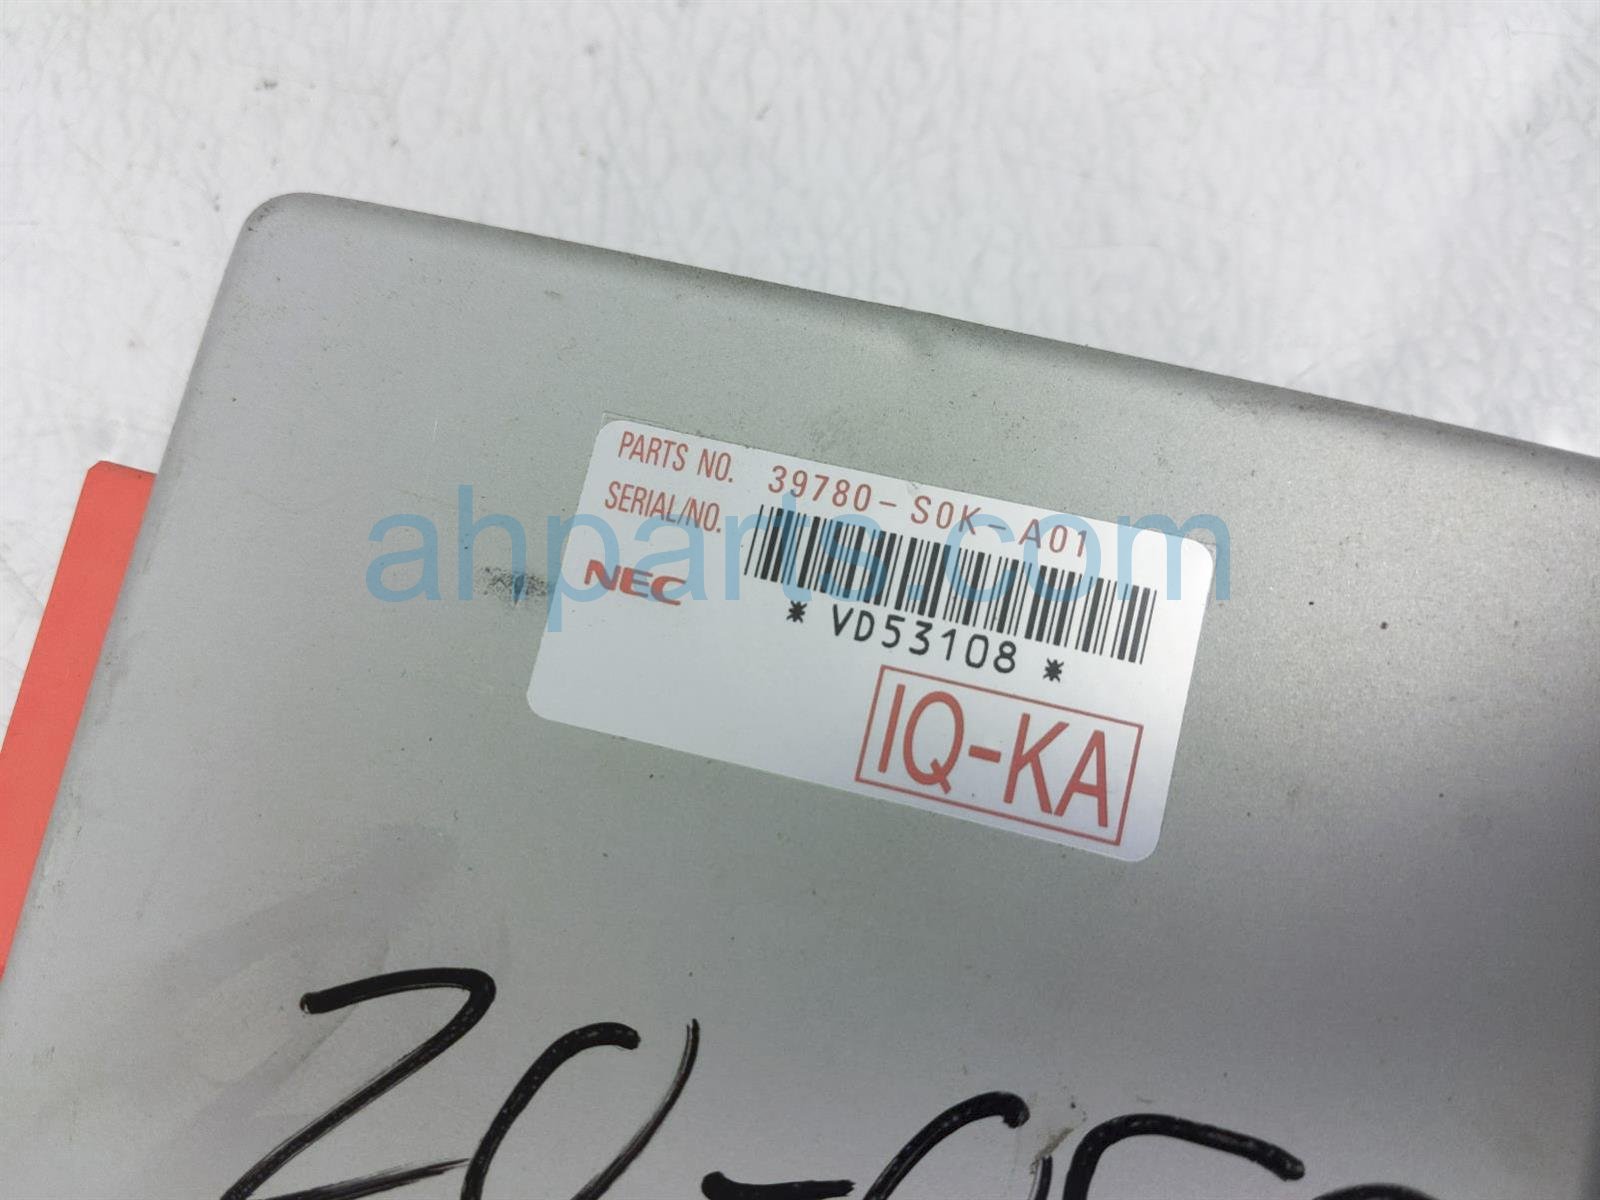 PARTS NO. 39780-S0K-A01
SERIAL/NO.
NEC
* VD53108 *
IQ-KA
ahparts.com